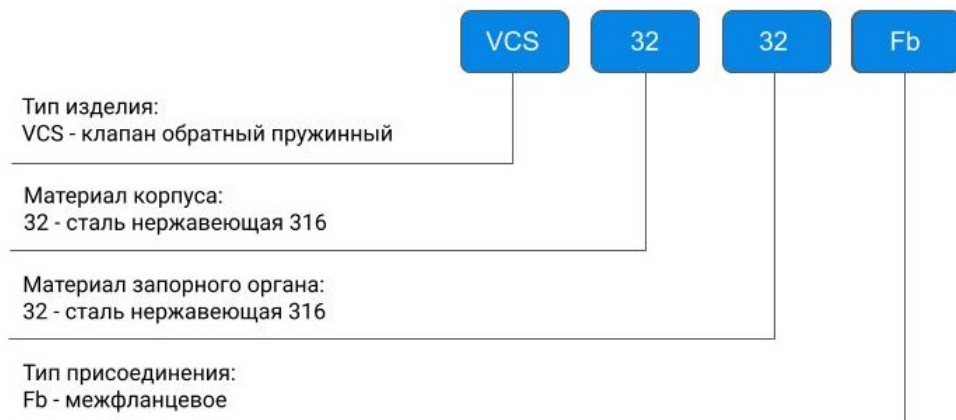 VCS 32 32 Fb
Тип изделия:
VCS - клапан обратный пружинный
Материал корпуса:
32 - сталь нержавеющая 316
Материал запорного органа:
32 - сталь нержавеющая 316
Тип присоединения:
Fb - межфланцевое